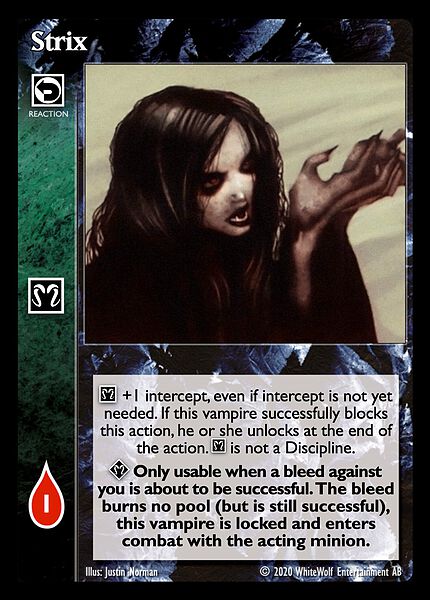 Strix
REACTION
+1 intercept, even if intercept is not yet
needed. If this vampire successfully blocks
this action, he or she unlocks at the end of
the action. is not a Discipline.
Only usable when a bleed against
you is about to be successful. The bleed
burns no pool (but is still successful),
this vampire is locked and enters
combat with the acting minion.
1
Illus: Justin Norman © 2020 WhiteWolf Entertainment AB